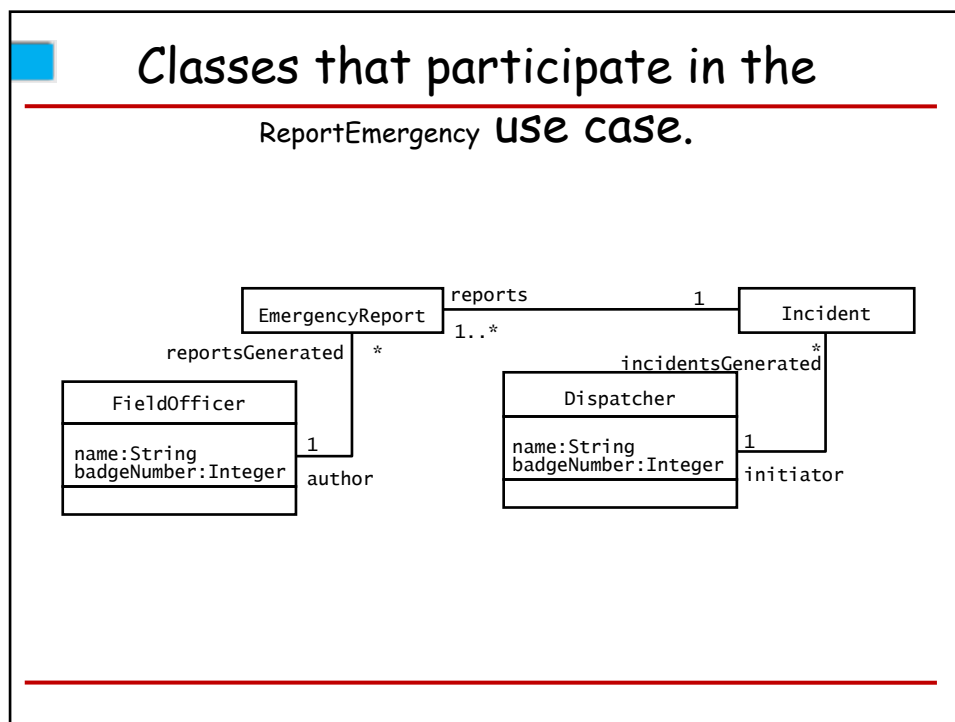 Classes that participate in the
ReportEmergency use case.
reports
1
EmergencyReport
Incident
1..*
reportsGenerated *
*
incidentsGenerated
FieldOfficer
Dispatcher
name:String
badgeNumber:Integer
1
author
name:String
badgeNumber:Integer
1
initiator